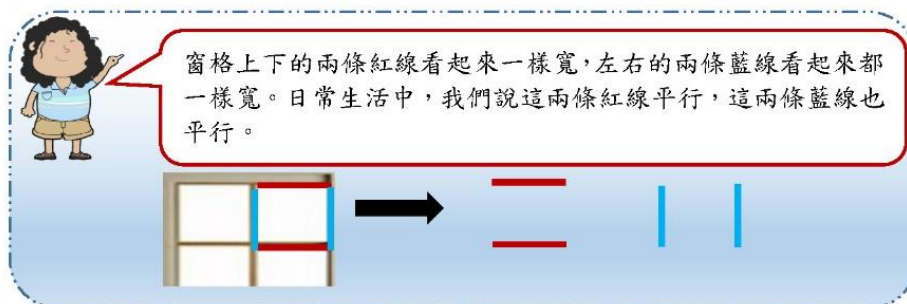 窗格上下的兩條紅線看起來一樣寬，左右的兩條藍線看起來都
一樣寬。日常生活中，我們說這兩條紅線平行，這兩條藍線也
平行。